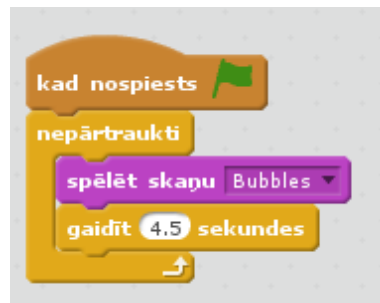 kad nospiests
nepārtraukti
spēlēt skaņu Bubbles
gaidīt 4.5 sekundes